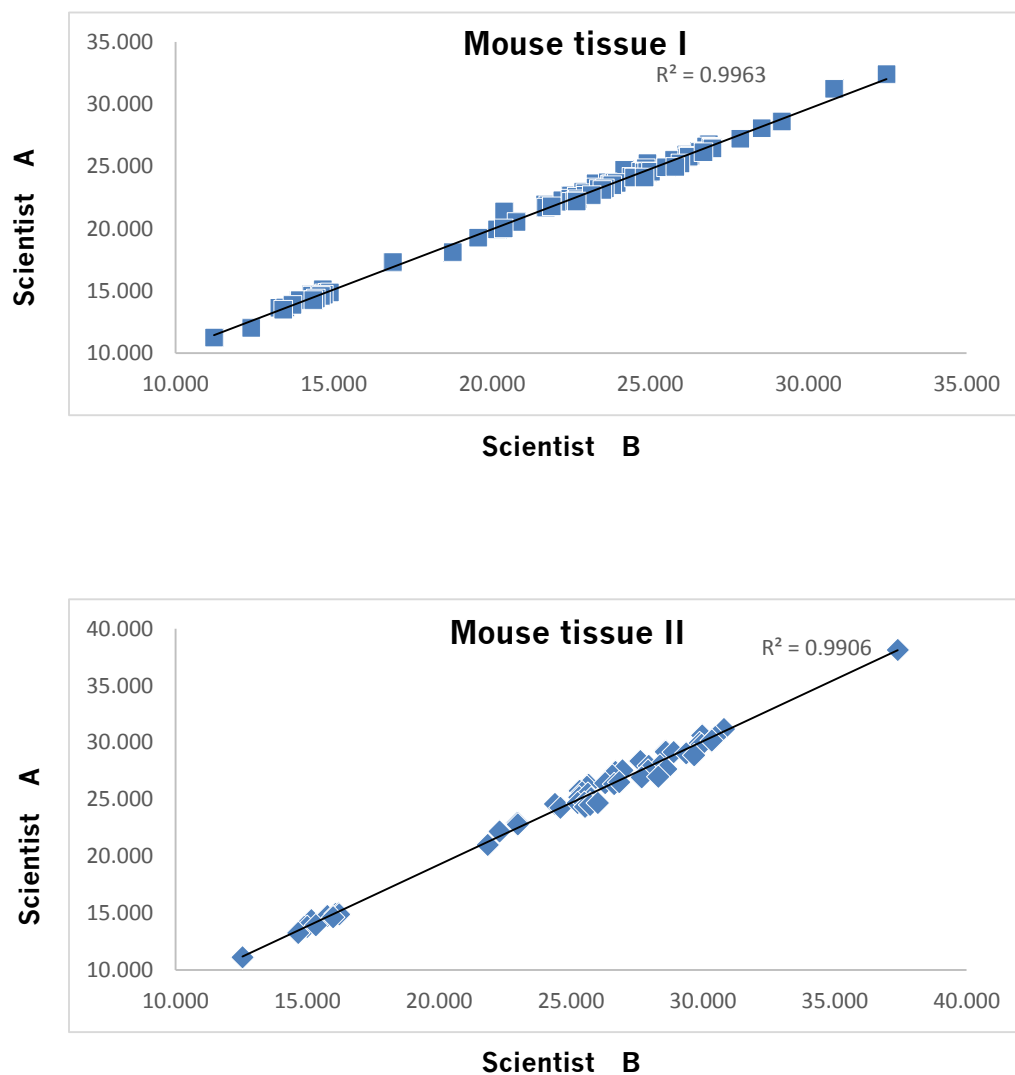 Mouse tissue I
R² = 0.9963
35.000
30.000
25.000
20.000
15.000
10.000
Scientist A
10.000 15.000 20.000 25.000 30.000 35.000
Scientist B
Mouse tissue II
R² = 0.9906
40.000
35.000
30.000
25.000
20.000
15.000
10.000
Scientist A
10.000 15.000 20.000 25.000 30.000 35.000 40.000
Scientist B